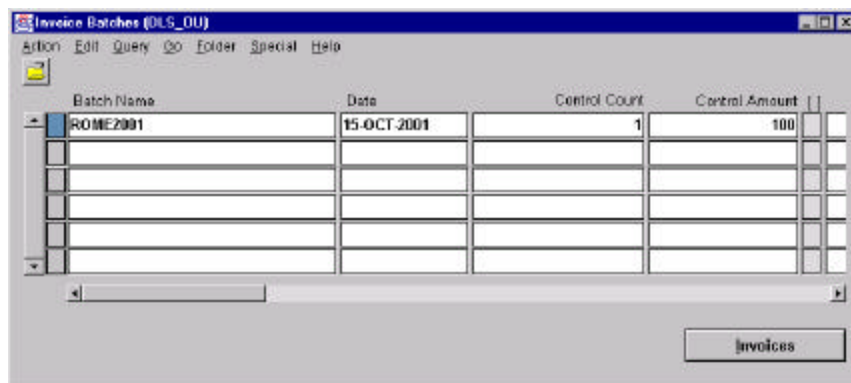 Invoice Batches (DLS_OU)
Action Edit Query Go Folder Special Help
Batch Name Date Control Count Control Amount [ ]
ROME2001 15-OCT-2001 1 100
Invoices